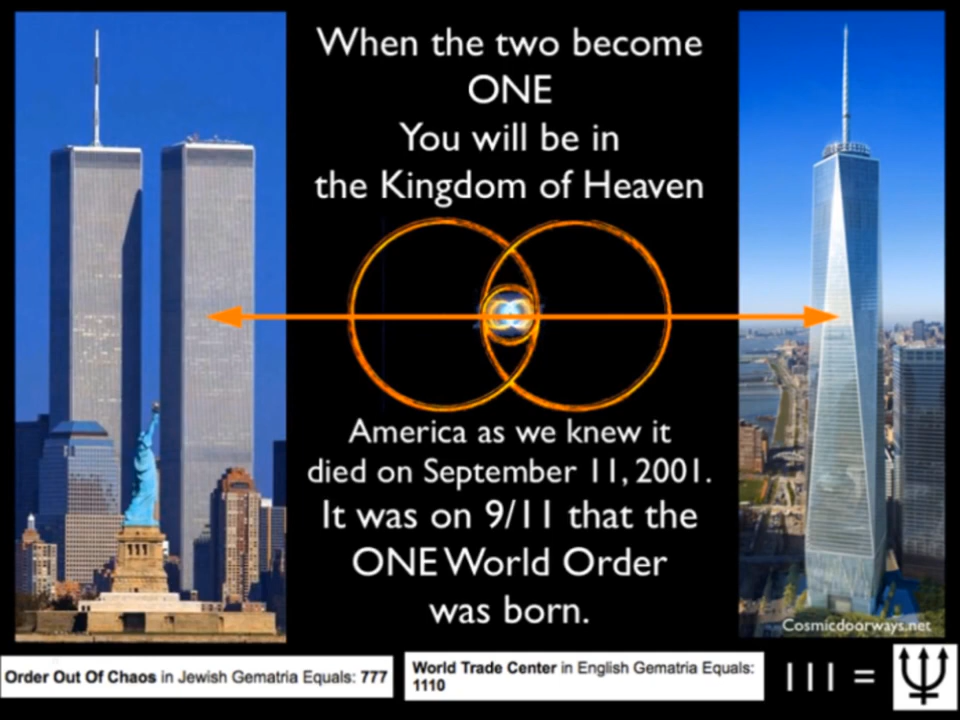 When the two become
ONE
You will be in
the Kingdom of Heaven
America as we knew it
died on September 11, 2001.
It was on 9/11 that the
ONE World Order
was born.
Cosmicdoorways.net
Order Out Of Chaos in Jewish Gematria Equals: 777
World Trade Center in English Gematria Equals:
1110
111 =